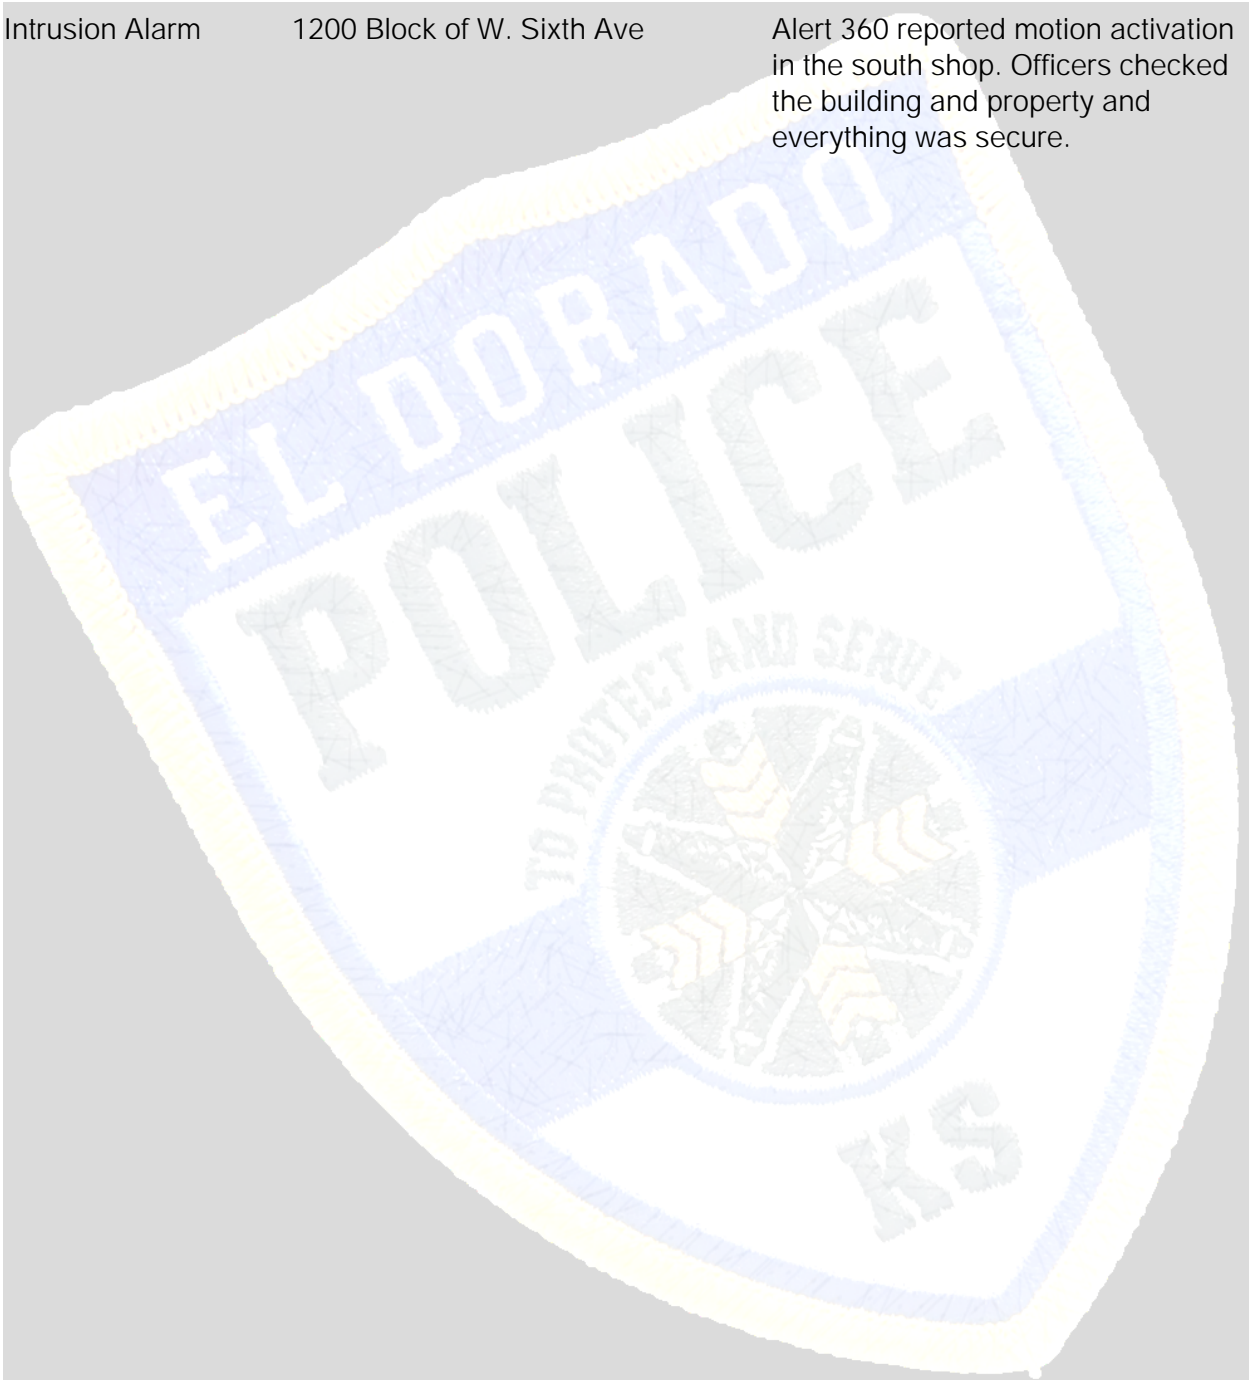 Intrusion Alarm
1200 Block of W. Sixth Ave
Alert 360 reported motion activation
in the south shop. Officers checked
the building and property and
everything was secure.
EL DORADO
POLICE
TO PROTECT AND SERVE
KS